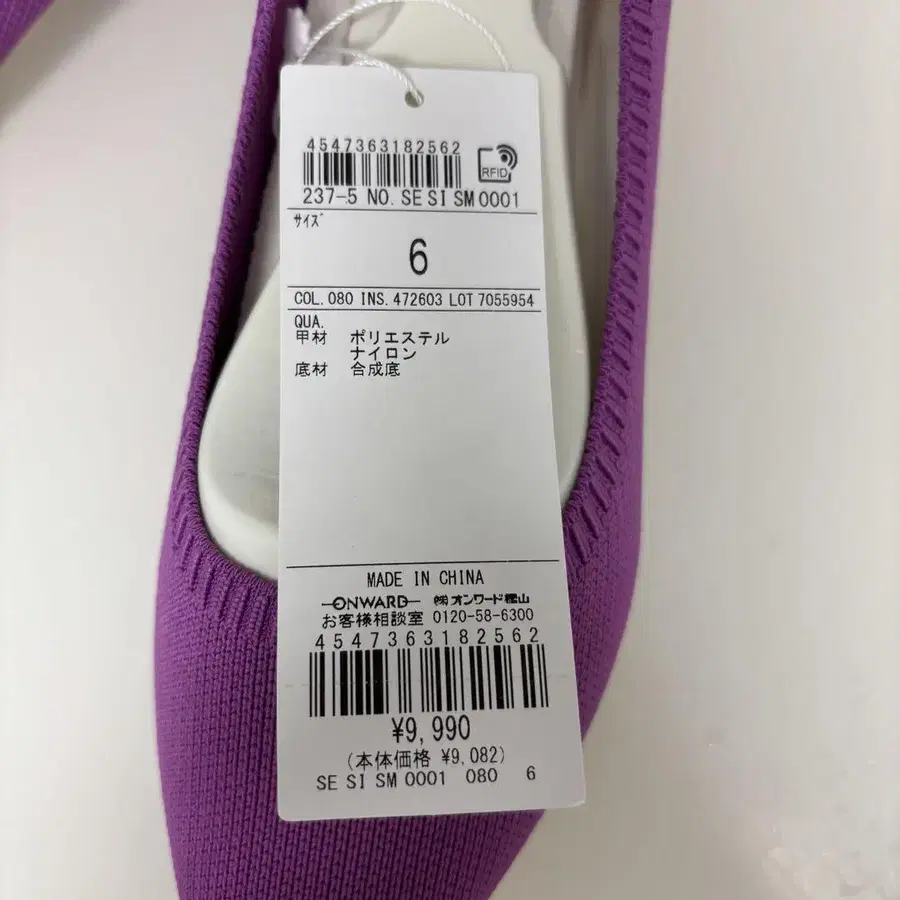 4547363182562
RFID
237-5 NO. SE SI SM 0001
サイズ
6
COL. 080 INS. 472603 LOT 7055954
QUA.
甲材 ポリエステル
ナイロン
底材 合成底
MADE IN CHINA
ONWARD ㈱オンワード樫山
お客様相談室 0120-58-6300
4547363182562
¥9,990
(本体価格 ¥9,082)
SE SI SM 0001 080 6